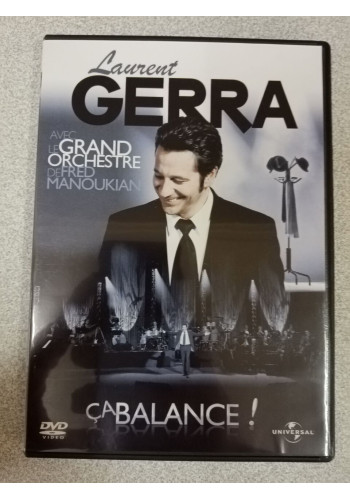 Laurent
GERRA
AVEC
LE GRAND
ORCHESTRE
DE FRED
MANOUKIAN
ÇA BALANCE !
DVD
VIDEO
UNIVERSAL